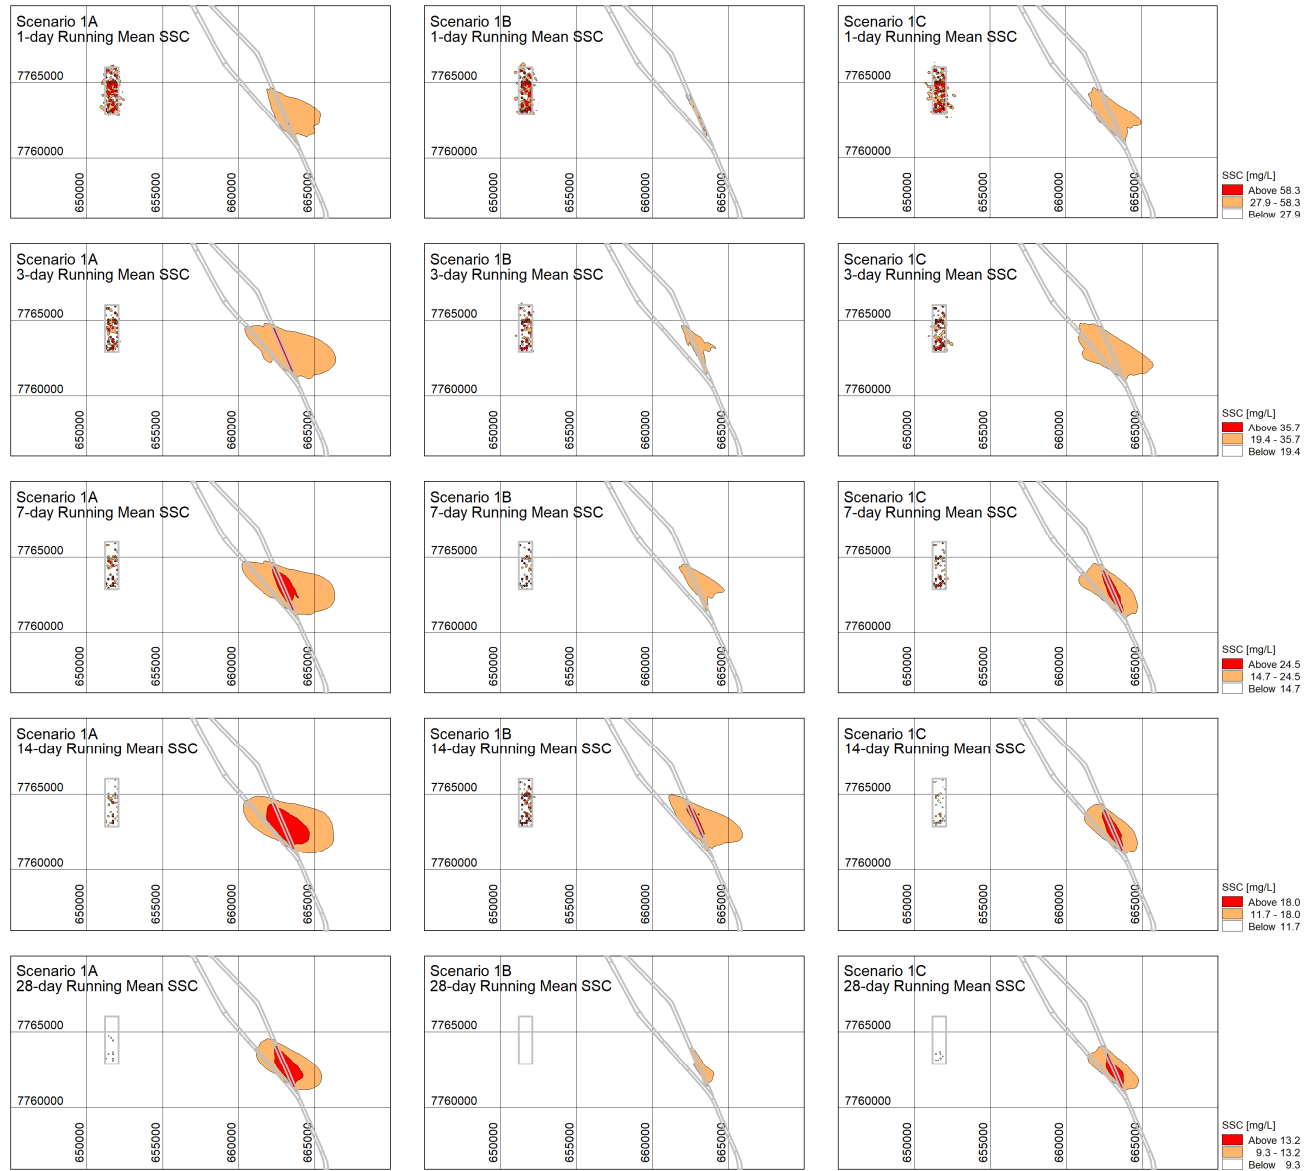 Scenario 1A
1-day Running Mean SSC
7765000
7760000
650000
655000
660000
665000
Scenario 1B
1-day Running Mean SSC
7765000
7760000
650000
655000
660000
665000
Scenario 1C
1-day Running Mean SSC
7765000
7760000
650000
655000
660000
665000
SSC [mg/L]
Above 58.3
27.9 - 58.3
Below 27.9
Scenario 1A
3-day Running Mean SSC
7765000
7760000
650000
655000
660000
665000
Scenario 1B
3-day Running Mean SSC
7765000
7760000
650000
655000
660000
665000
Scenario 1C
3-day Running Mean SSC
7765000
7760000
650000
655000
660000
665000
SSC [mg/L]
Above 35.7
19.4 - 35.7
Below 19.4
Scenario 1A
7-day Running Mean SSC
7765000
7760000
650000
655000
660000
665000
Scenario 1B
7-day Running Mean SSC
7765000
7760000
650000
655000
660000
665000
Scenario 1C
7-day Running Mean SSC
7765000
7760000
650000
655000
660000
665000
SSC [mg/L]
Above 24.5
14.7 - 24.5
Below 14.7
Scenario 1A
14-day Running Mean SSC
7765000
7760000
650000
655000
660000
665000
Scenario 1B
14-day Running Mean SSC
7765000
7760000
650000
655000
660000
665000
Scenario 1C
14-day Running Mean SSC
7765000
7760000
650000
655000
660000
665000
SSC [mg/L]
Above 18.0
11.7 - 18.0
Below 11.7
Scenario 1A
28-day Running Mean SSC
7765000
7760000
650000
655000
660000
665000
Scenario 1B
28-day Running Mean SSC
7765000
7760000
650000
655000
660000
665000
Scenario 1C
28-day Running Mean SSC
7765000
7760000
650000
655000
660000
665000
SSC [mg/L]
Above 13.2
9.3 - 13.2
Below 9.3